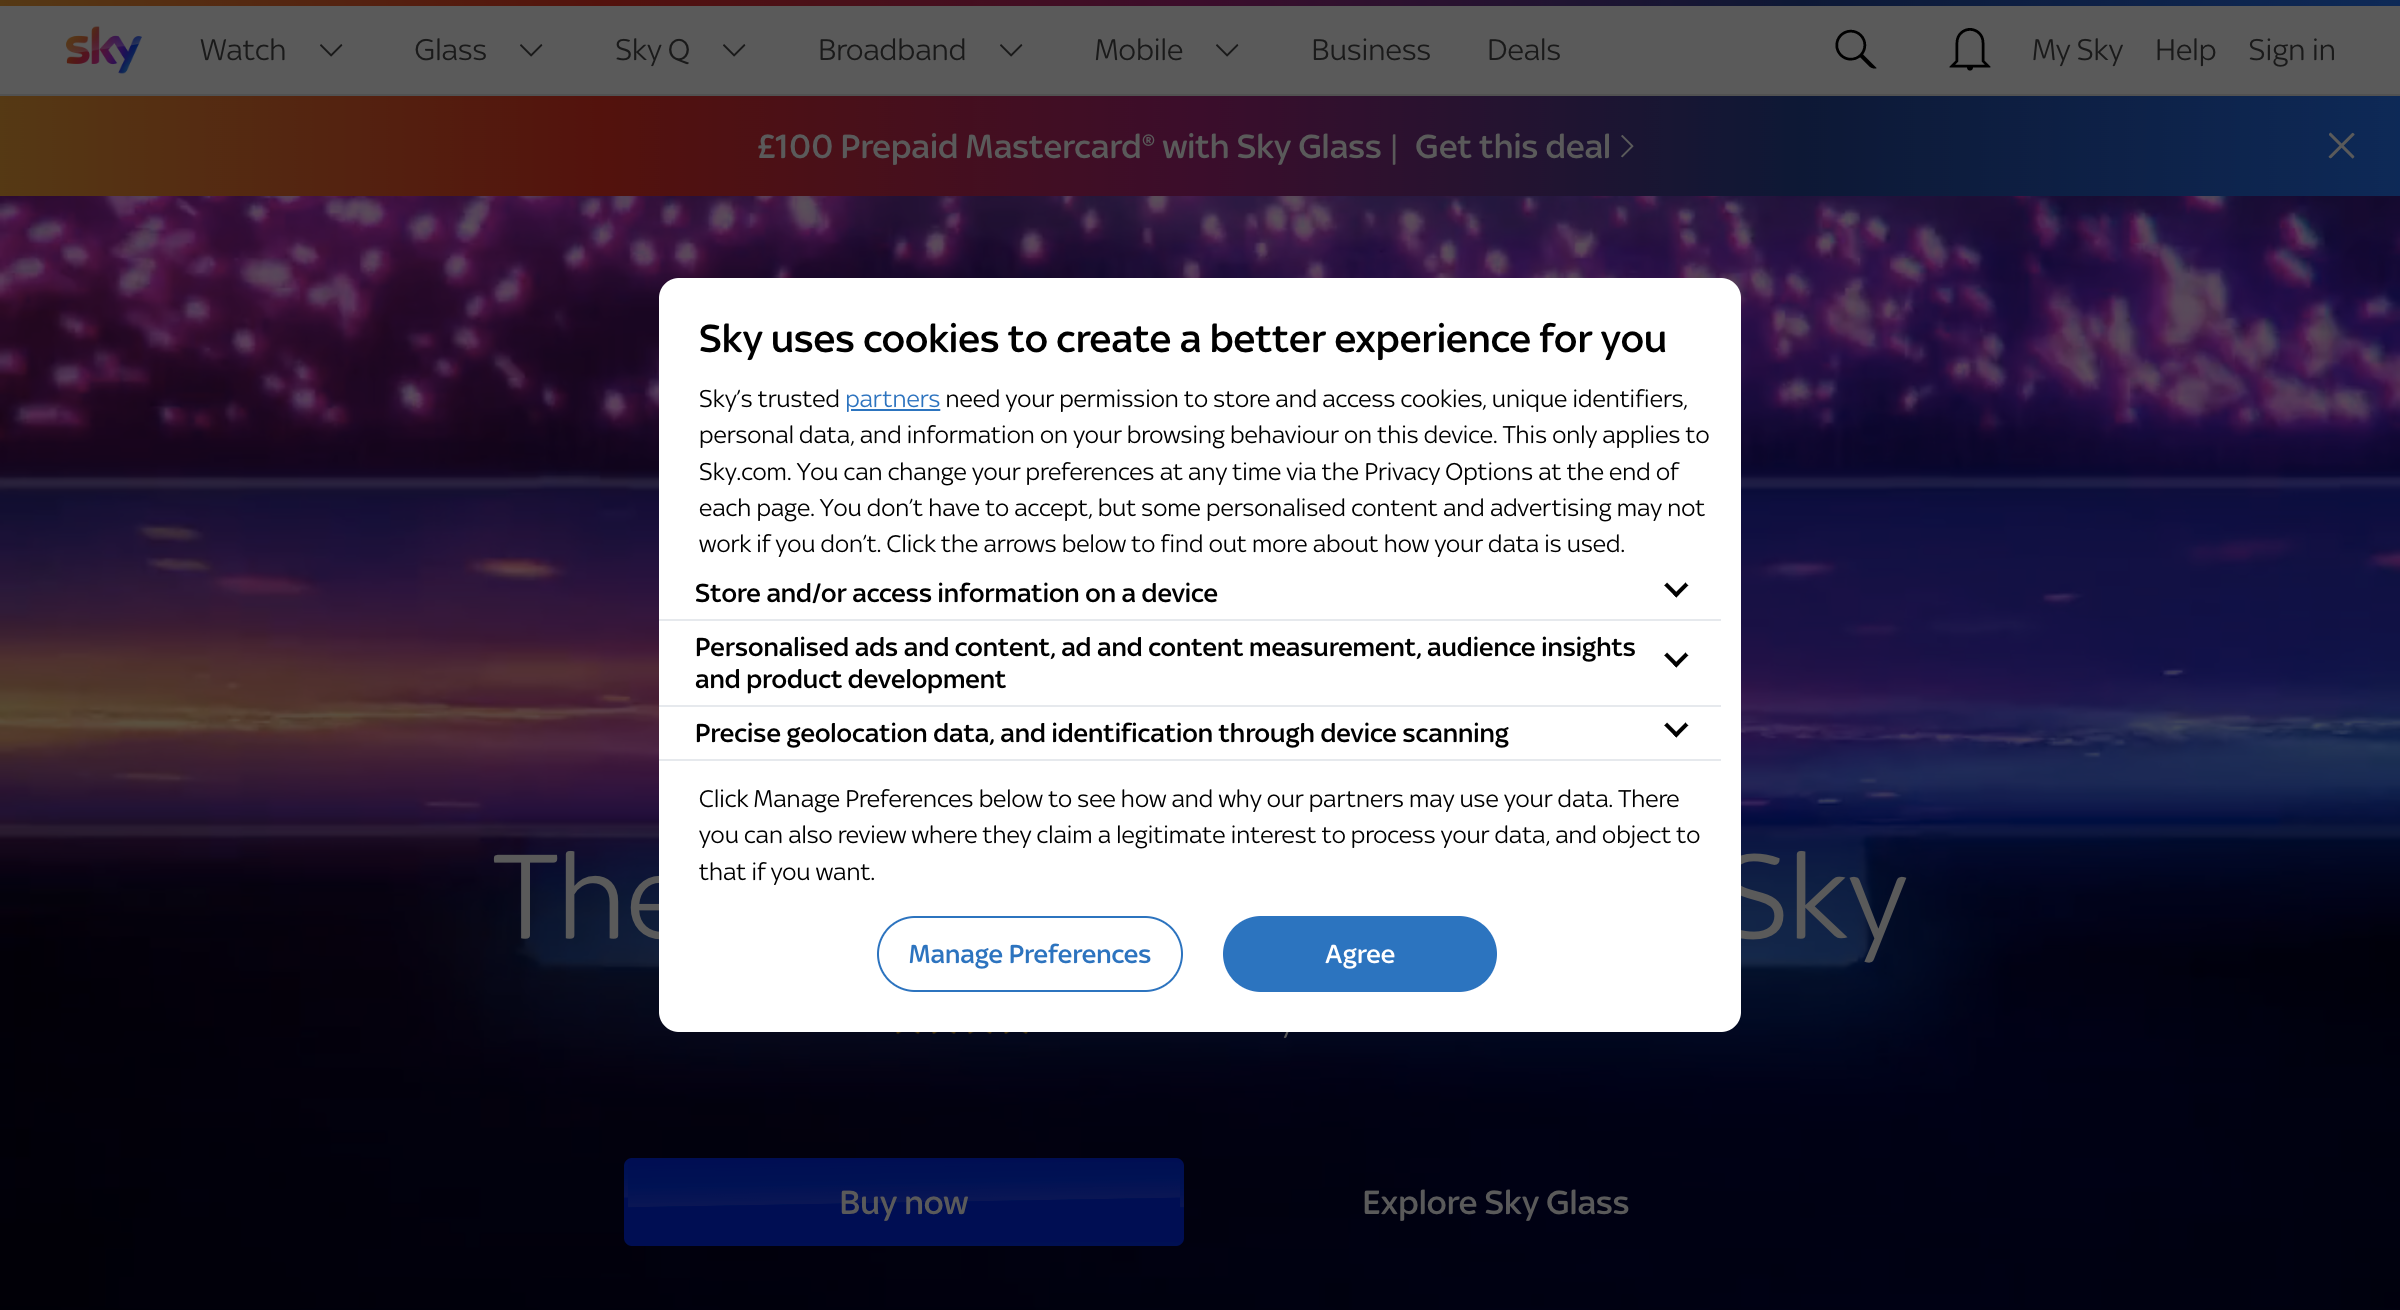 sky Watch Glass Sky Q Broadband Mobile Business Deals My Sky Help Sign in
£100 Prepaid Mastercard® with Sky Glass | Get this deal
Sky uses cookies to create a better experience for you
Sky's trusted partners need your permission to store and access cookies, unique identifiers,
personal data, and information on your browsing behaviour on this device. This only applies to
Sky.com. You can change your preferences at any time via the Privacy Options at the end of
each page. You don't have to accept, but some personalised content and advertising may not
work if you don't. Click the arrows below to find out more about how your data is used.
Store and/or access information on a device
Personalised ads and content, ad and content measurement, audience insights
and product development
Precise geolocation data, and identification through device scanning
Click Manage Preferences below to see how and why our partners may use your data. There
you can also review where they claim a legitimate interest to process your data, and object to
that if you want.
The Sky
Manage Preferences Agree
Buy now Explore Sky Glass